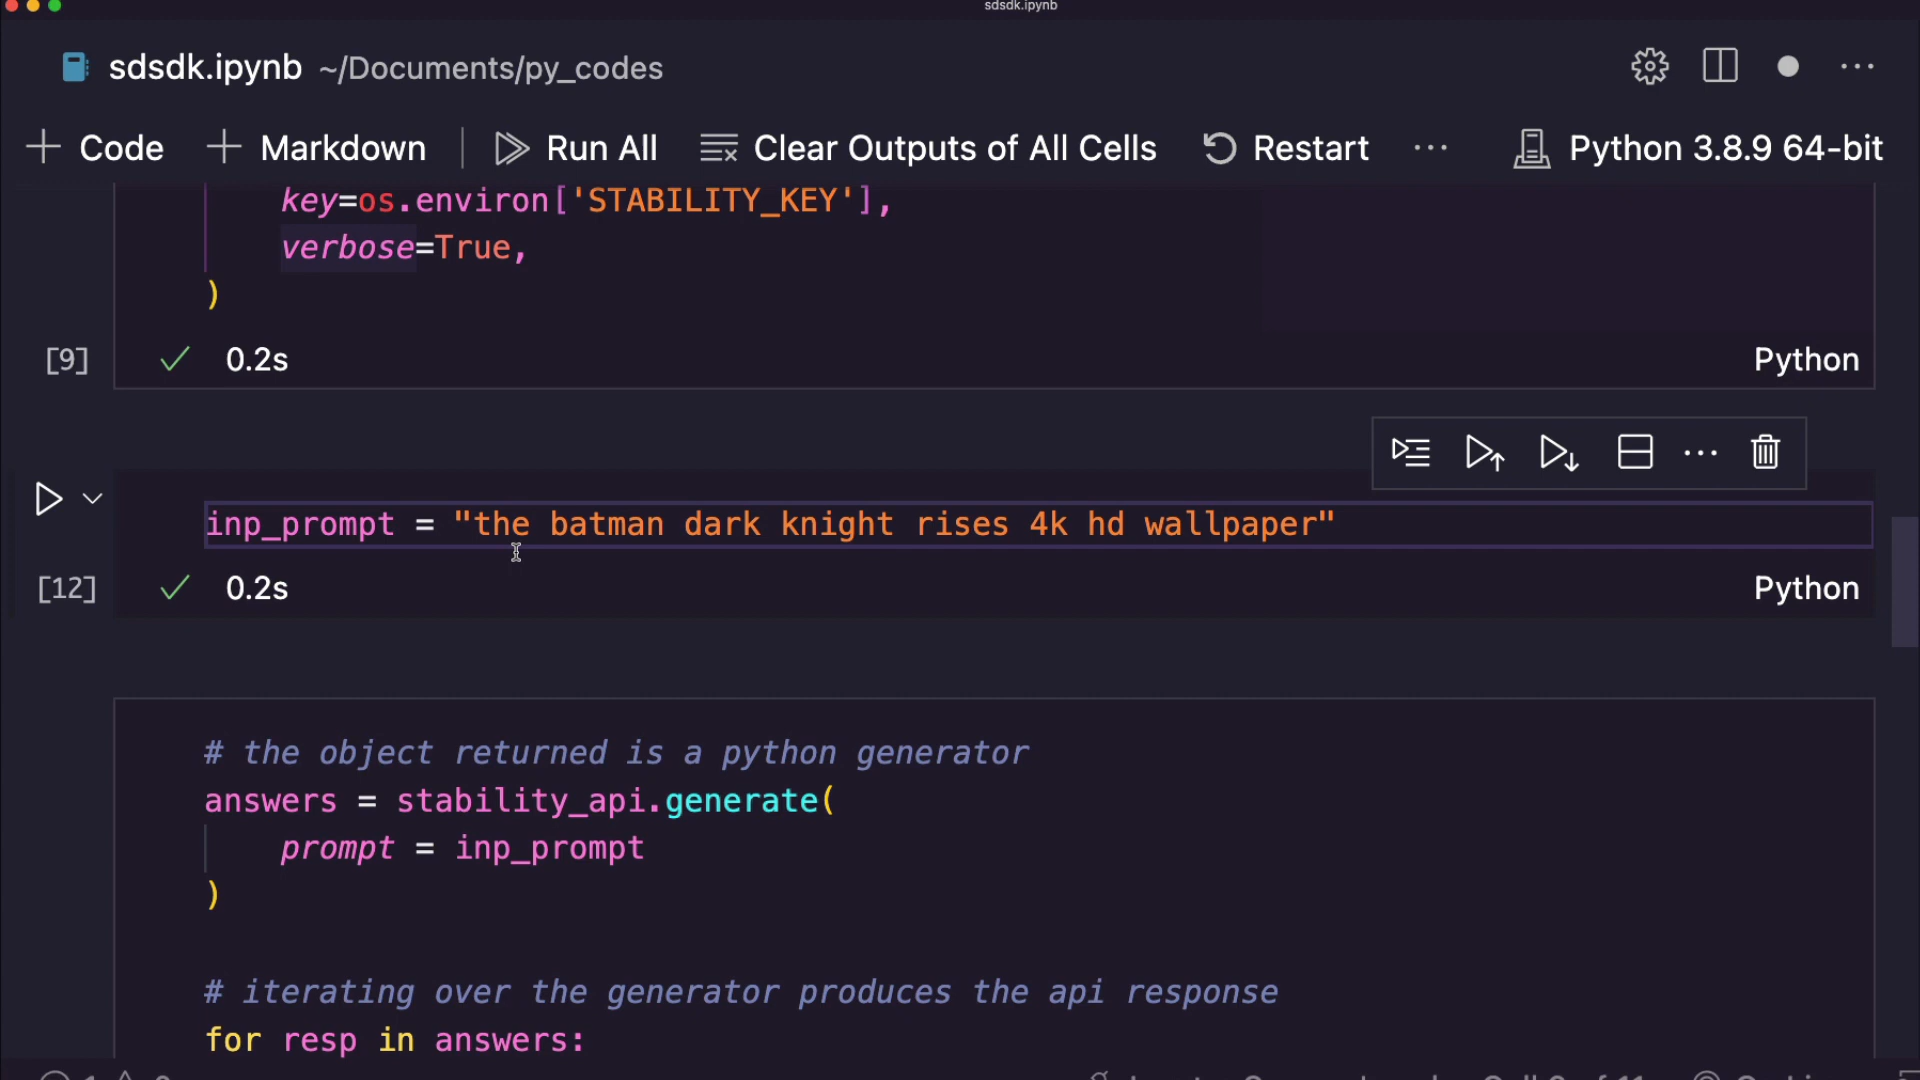 sdsdk.ipynb
sdsdk.ipynb ~/Documents/py_codes
Code Markdown Run All Clear Outputs of All Cells Restart ... Python 3.8.9 64-bit
key=os.environ['STABILITY_KEY'],
verbose=True,
)
[9] 0.2s Python
inp_prompt = "the batman dark knight rises 4k hd wallpaper"
[12] 0.2s Python
# the object returned is a python generator
answers = stability_api.generate(
prompt = inp_prompt
)
# iterating over the generator produces the api response
for resp in answers: